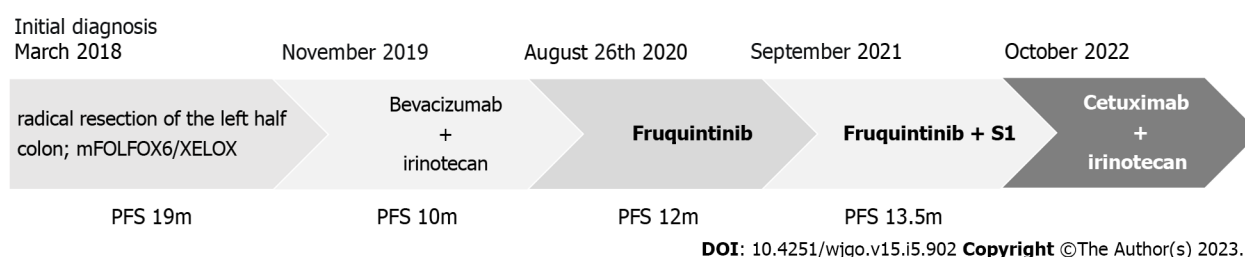 Initial diagnosis
March 2018
November 2019
August 26th 2020
September 2021
October 2022
radical resection of the left half
colon; mFOLFOX6/XELOX
Bevacizumab
+
irinotecan
Fruquintinib
Fruquintinib + S1
Cetuximab
+
irinotecan
PFS 19m
PFS 10m
PFS 12m
PFS 13.5m
DOI: 10.4251/wjgo.v15.i5.902 Copyright ©The Author(s) 2023.